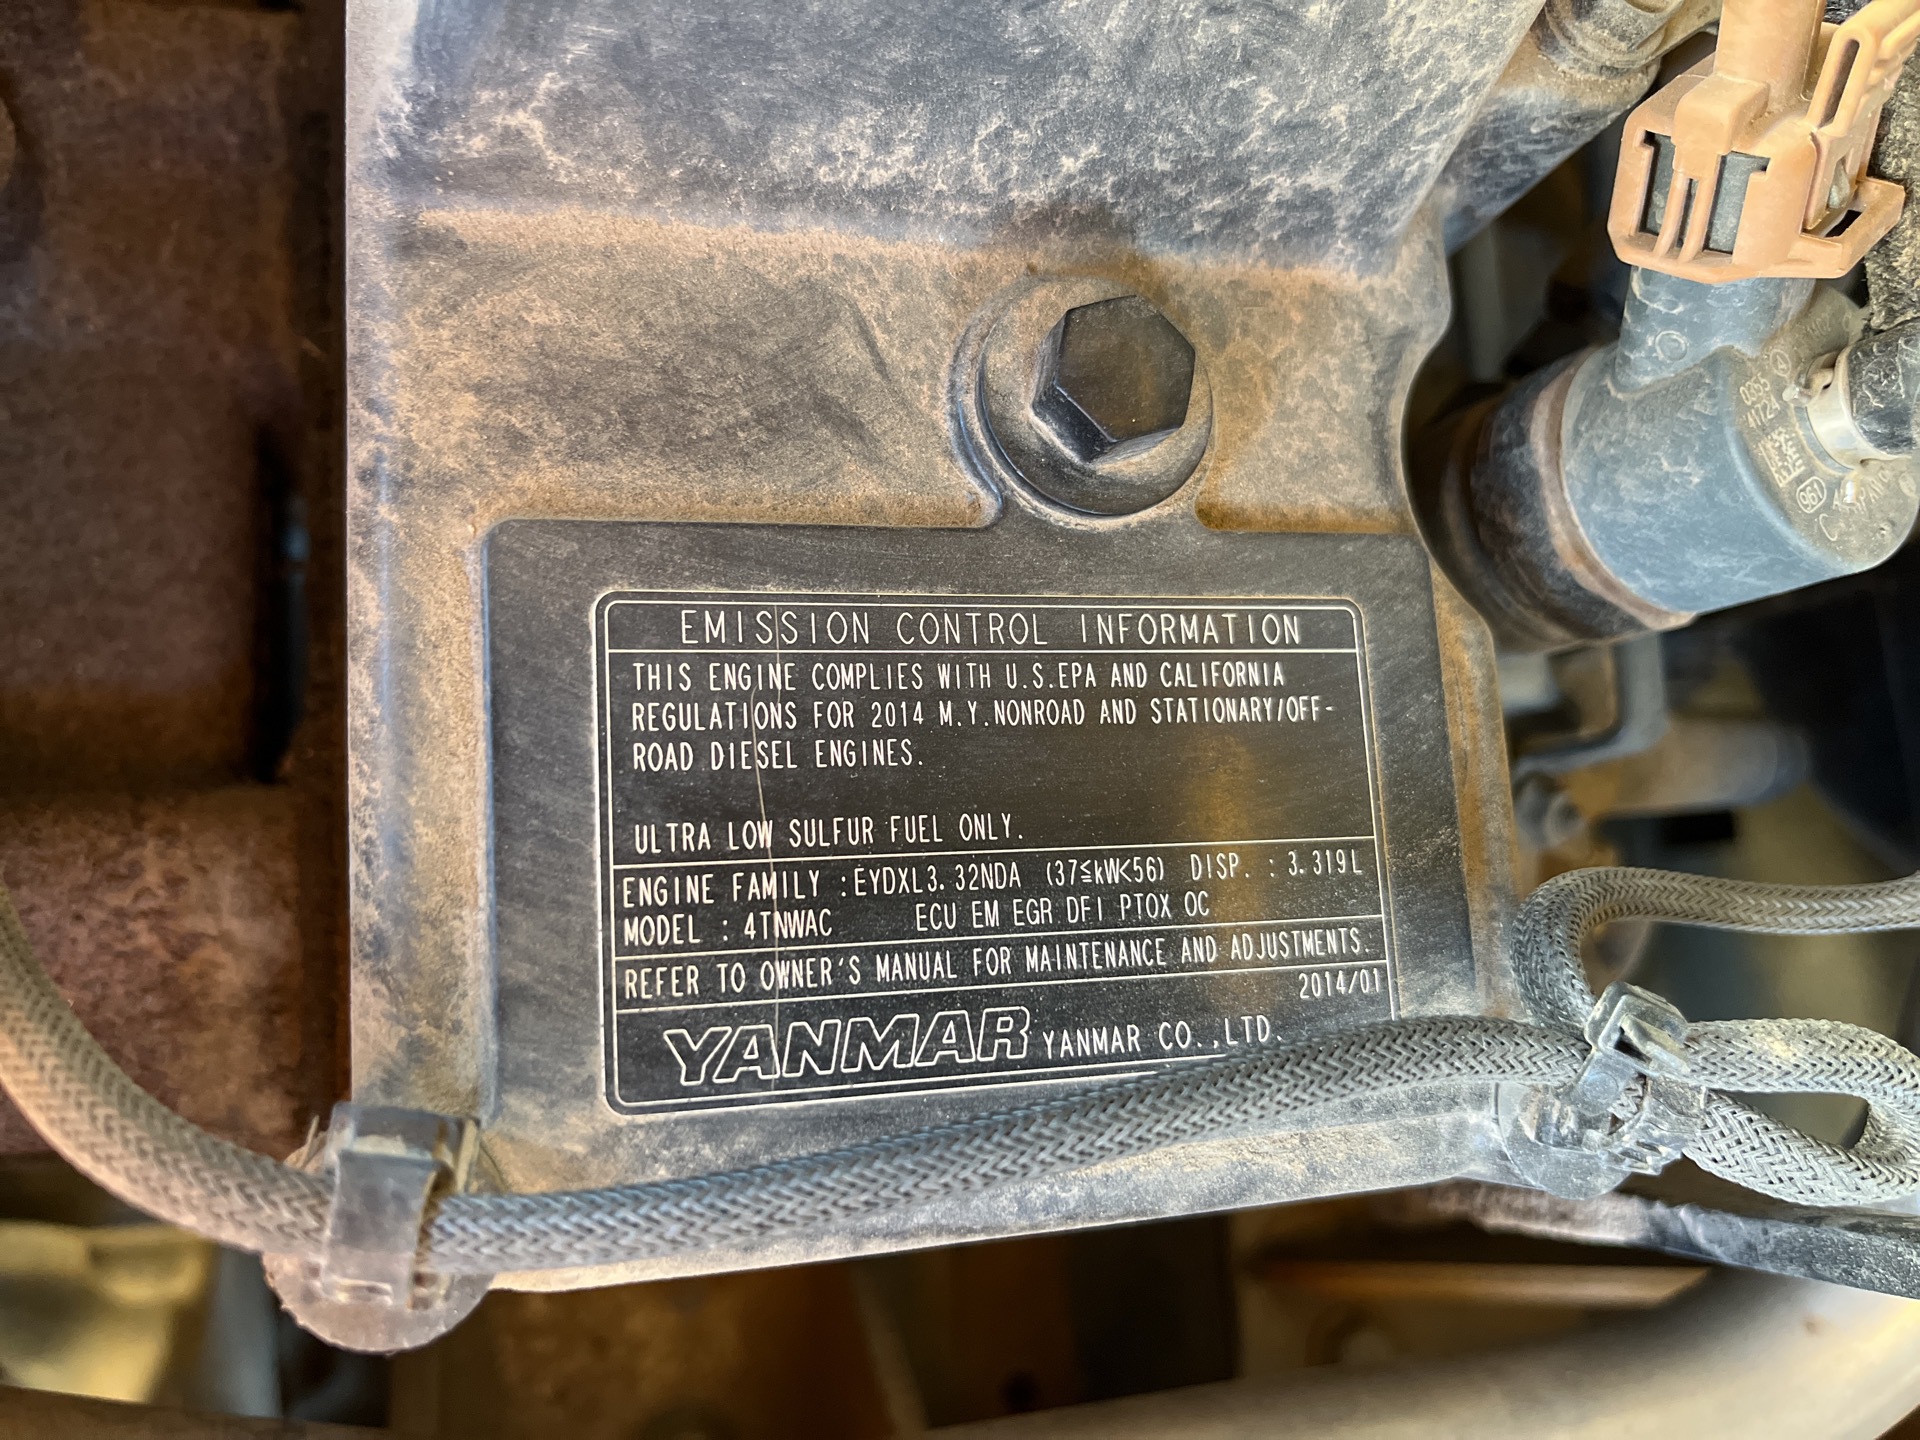 EMISSION CONTROL INFORMATION
THIS ENGINE COMPLIES WITH U.S.EPA AND CALIFORNIA
REGULATIONS FOR 2014 M.Y.NONROAD AND STATIONARY/OFF-
ROAD DIESEL ENGINES.
ULTRA LOW SULFUR FUEL ONLY.
ENGINE FAMILY :EYDXL3.32NDA (37≦kW<56) DISP. : 3.319L
MODEL : 4TNWAC ECU EM EGR DFI PTOX OC
REFER TO OWNER'S MANUAL FOR MAINTENANCE AND ADJUSTMENTS.
2014/01
YANMAR YANMAR CO.,LTD.
961